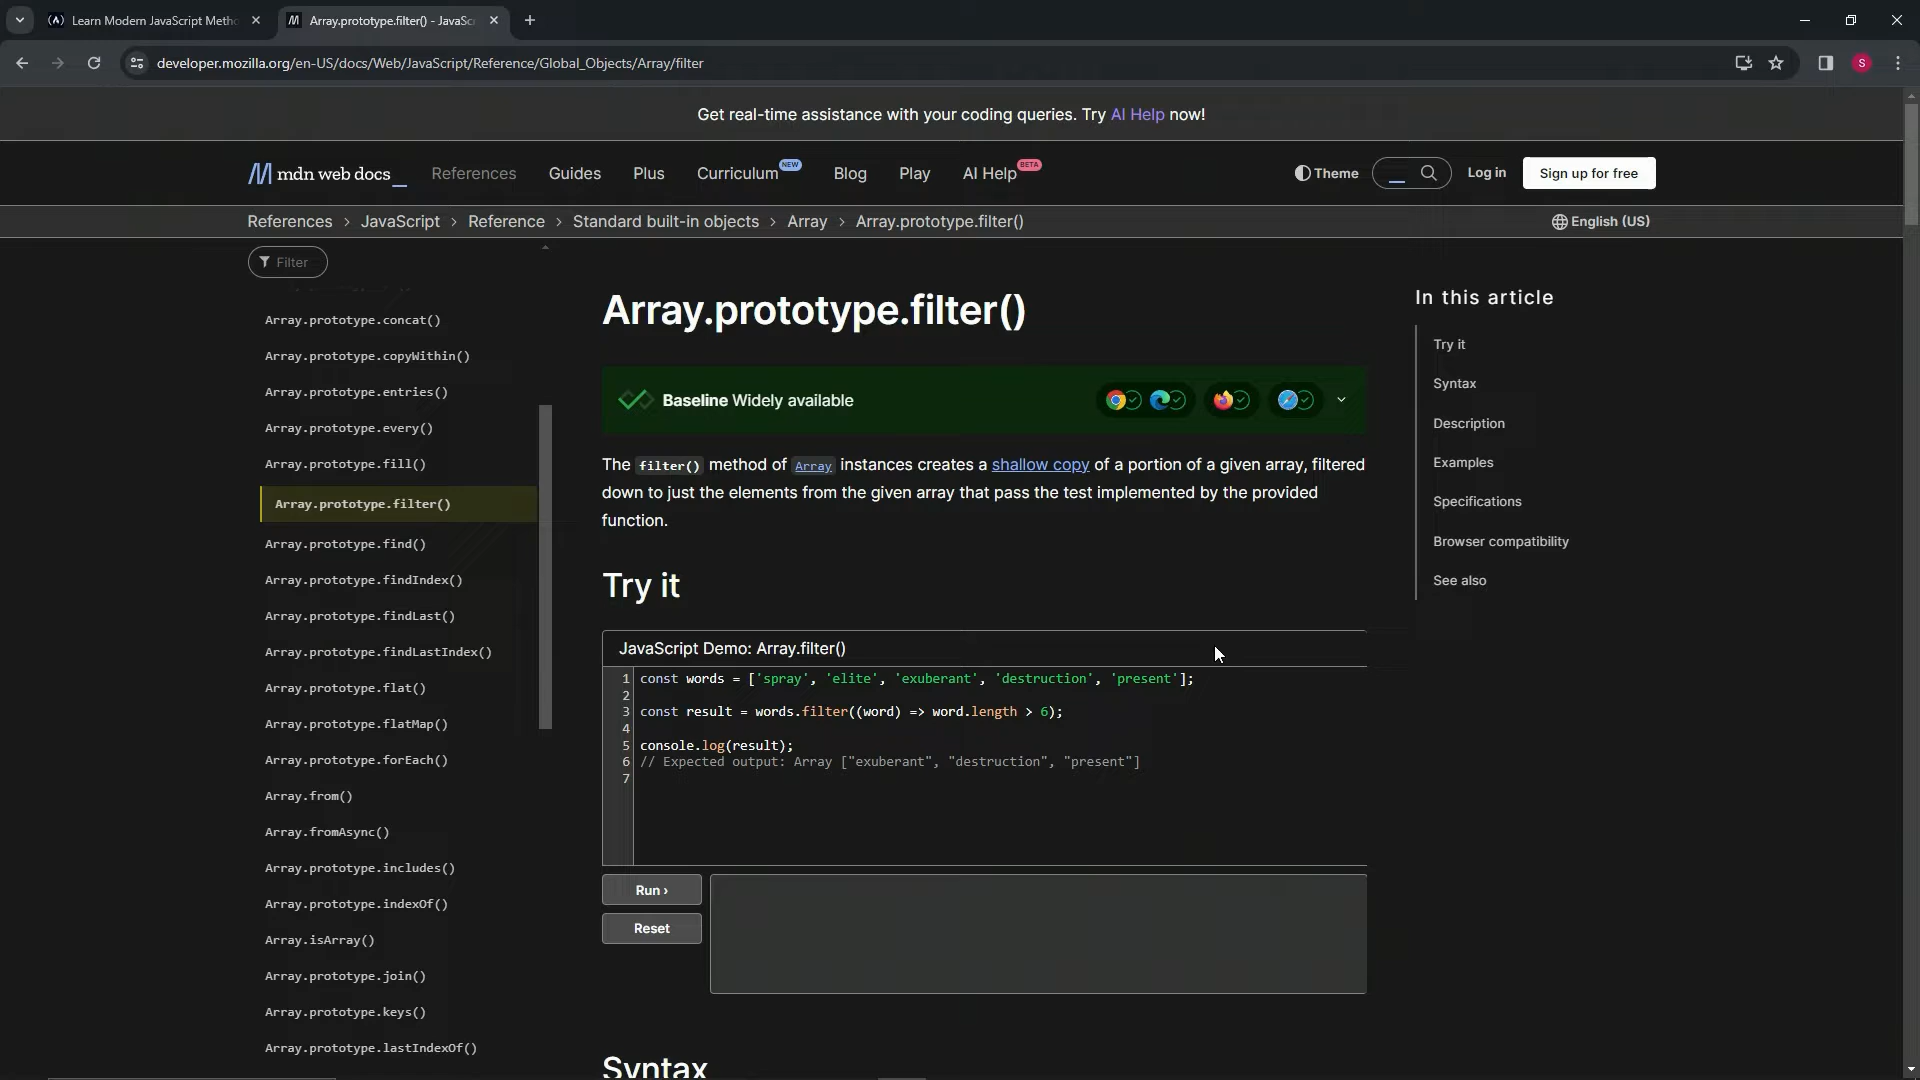 Learn Modern JavaScript Metho
Array.prototype.filter() - JavaSc
developer.mozilla.org/en-US/docs/Web/JavaScript/Reference/Global_Objects/Array/filter
S
Get real-time assistance with your coding queries. Try AI Help now!
mdn web docs_
References
Guides
Plus
Curriculum NEW
Blog
Play
AI Help BETA
Theme
Log in
Sign up for free
References > JavaScript > Reference > Standard built-in objects > Array > Array.prototype.filter()
English (US)
Filter
Array.prototype.concat()
Array.prototype.copyWithin()
Array.prototype.entries()
Array.prototype.every()
Array.prototype.fill()
Array.prototype.filter()
Array.prototype.find()
Array.prototype.findIndex()
Array.prototype.findLast()
Array.prototype.findLastIndex()
Array.prototype.flat()
Array.prototype.flatMap()
Array.prototype.forEach()
Array.from()
Array.fromAsync()
Array.prototype.includes()
Array.prototype.indexOf()
Array.isArray()
Array.prototype.join()
Array.prototype.keys()
Array.prototype.lastIndexOf()
Array.prototype.filter()
Baseline Widely available
The filter() method of Array instances creates a shallow copy of a portion of a given array, filtered
down to just the elements from the given array that pass the test implemented by the provided
function.
Try it
JavaScript Demo: Array.filter()
1 const words = ['spray', 'elite', 'exuberant', 'destruction', 'present'];
2
3 const result = words.filter((word) => word.length > 6);
4
5 console.log(result);
6 // Expected output: Array ["exuberant", "destruction", "present"]
7
Run ›
Reset
Syntax
In this article
Try it
Syntax
Description
Examples
Specifications
Browser compatibility
See also